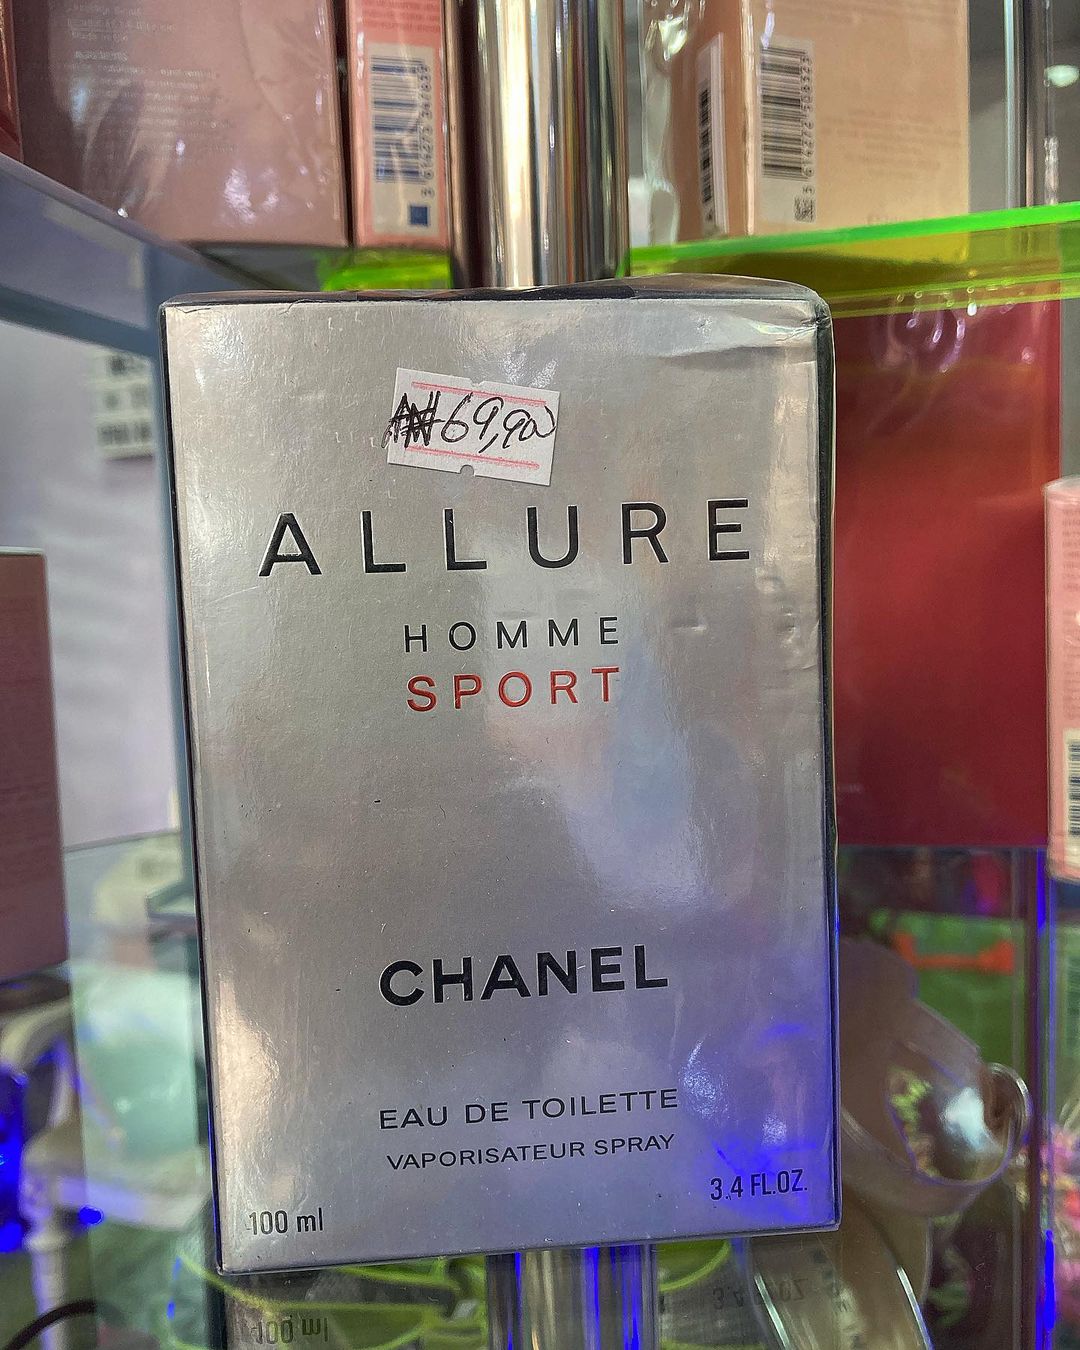 ₦69,900
ALLURE
HOMME
SPORT
CHANEL
EAU DE TOILETTE
VAPORISATEUR SPRAY
100 ml
3.4 FL.OZ.